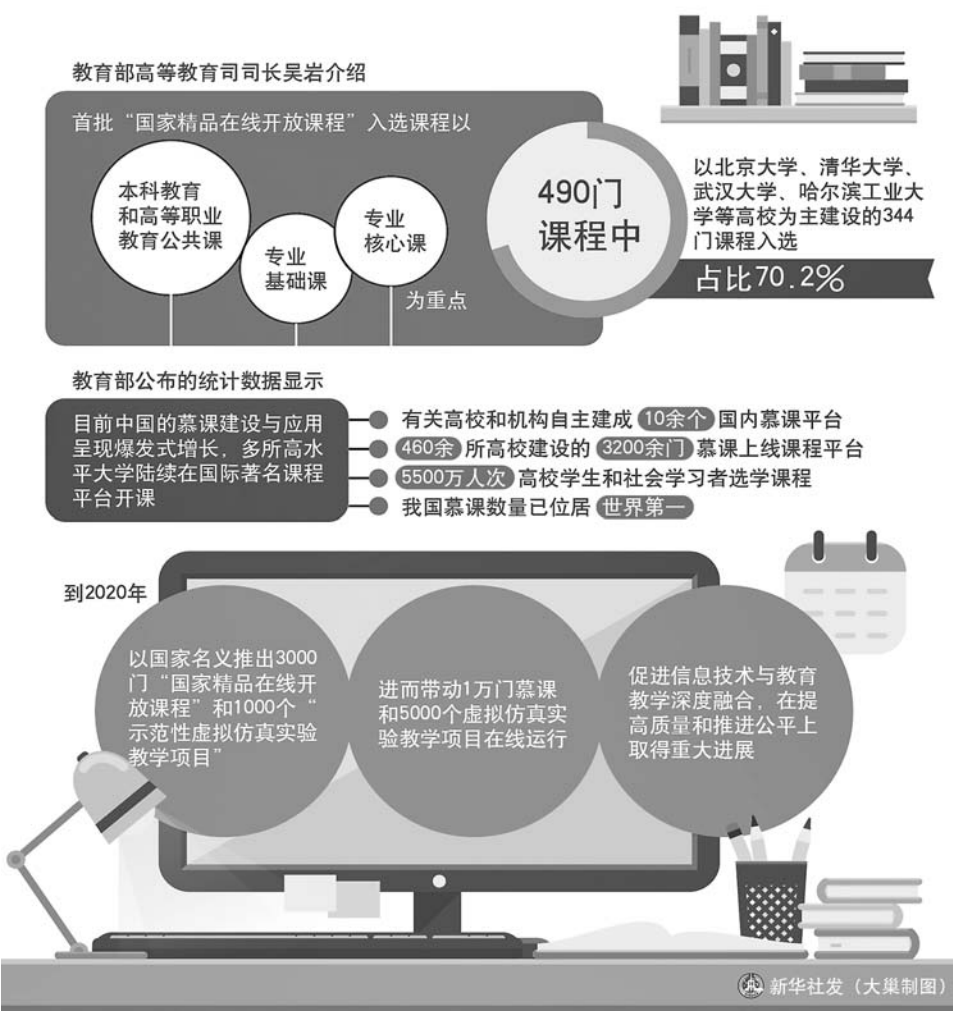 教育部高等教育司司长吴岩介绍
首批“国家精品在线开放课程”入选课程以
本科教育
和高等职业
教育公共课
专业
基础课
专业
核心课
为重点
490门
课程中
以北京大学、清华大学、
武汉大学、哈尔滨工业大
学等高校为主建设的344
门课程入选
占比70.2%
教育部公布的统计数据显示
目前中国的慕课建设与应用
呈现爆发式增长，多所高水
平大学陆续在国际著名课程
平台开课
有关高校和机构自主建成 10余个 国内慕课平台
460余 所高校建设的 3200余门 慕课上线课程平台
5500万人次 高校学生和社会学习者选学课程
我国慕课数量已位居 世界第一
到2020年
以国家名义推出3000
门“国家精品在线开
放课程”和1000个“
示范性虚拟仿真实验
教学项目”
进而带动1万门慕课
和5000个虚拟仿真实
验教学项目在线运行
促进信息技术与教育
教学深度融合，在提
高质量和推进公平上
取得重大进展
新华社发（大巢制图）